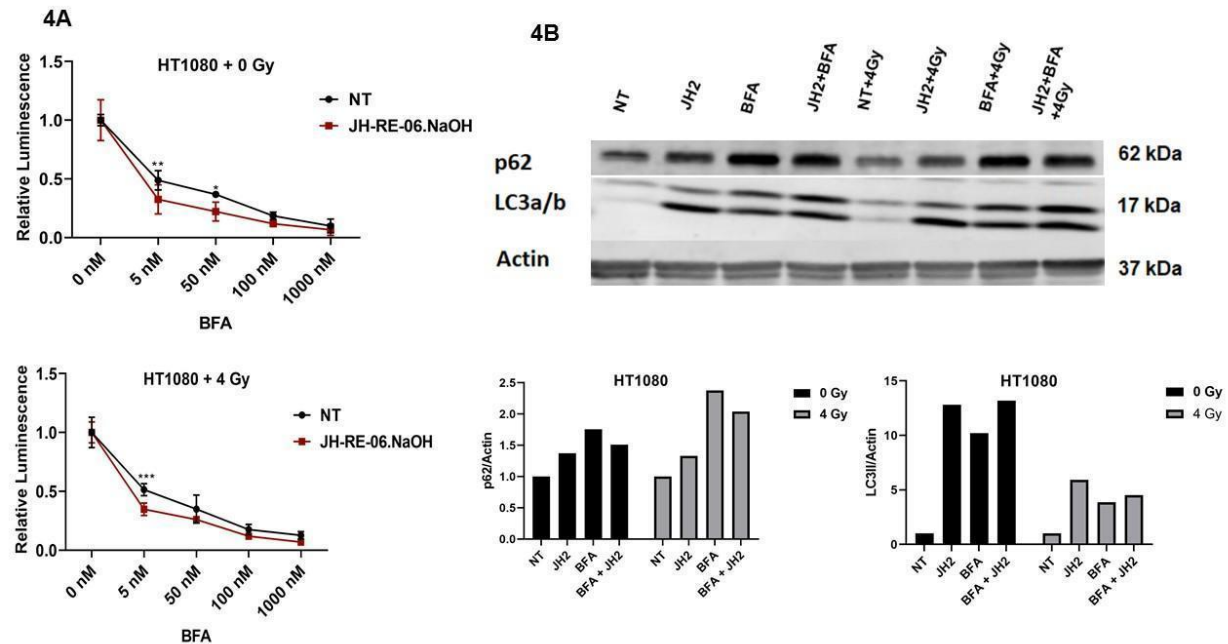 4A
HT1080 + 0 Gy
NT
JH-RE-06.NaOH
Relative Luminescence
1.5
1.0
0.5
0.0
**
*
0 nM
5 nM
50 nM
100 nM
1000 nM
BFA
HT1080 + 4 Gy
NT
JH-RE-06.NaOH
Relative Luminescence
1.5
1.0
0.5
0.0
***
0 nM
5 nM
50 nM
100 nM
1000 nM
BFA
4B
NT
JH2
BFA
JH2+BFA
NT+4Gy
JH2+4Gy
BFA+4Gy
JH2+BFA
+4Gy
p62
62 kDa
LC3a/b
17 kDa
Actin
37 kDa
HT1080
0 Gy
4 Gy
p62/Actin
2.5
2.0
1.5
1.0
0.5
0.0
NT
JH2
BFA
BFA + JH2
NT
JH2
BFA
BFA + JH2
HT1080
0 Gy
4 Gy
LC3II/Actin
15
10
5
0
NT
JH2
BFA
BFA + JH2
NT
JH2
BFA
BFA + JH2